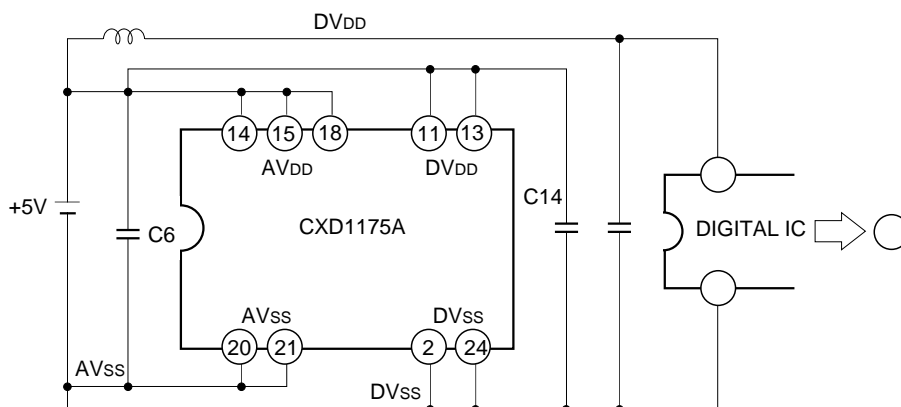 DVDD
14 15 18 11 13
AVDD DVDD
+5V
C6
CXD1175A
C14
DIGITAL IC
AVSS DVSS
20 21 2 24
AVSS
DVSS